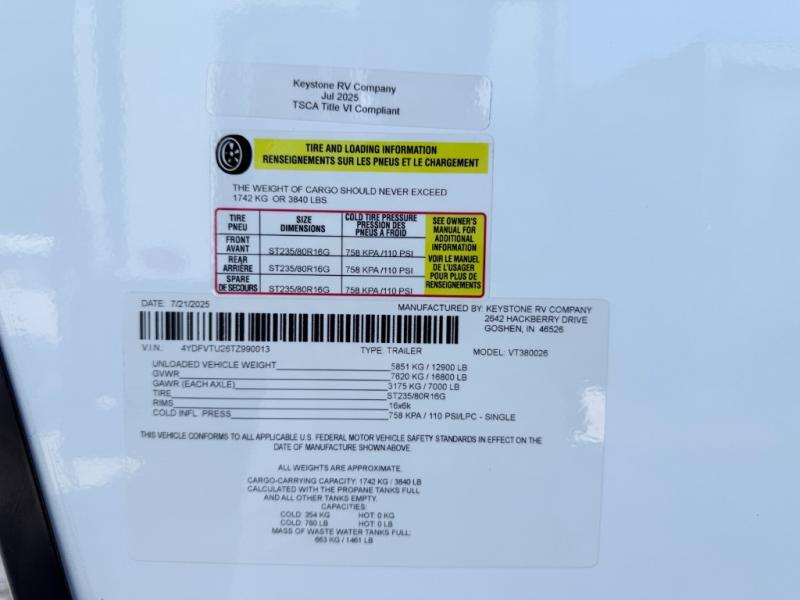 Keystone RV Company
Jul 2025
TSCA Title VI Compliant
TIRE AND LOADING INFORMATION
RENSEIGNEMENTS SUR LES PNEUS ET LE CHARGEMENT
THE WEIGHT OF CARGO SHOULD NEVER EXCEED
1742 KG OR 3840 LBS
TIRE PNEU SIZE DIMENSIONS COLD TIRE PRESSURE PRESSION DES PNEUS A FROID
FRONT AVANT ST235/80R16G 758 KPA /110 PSI
REAR ARRIÈRE ST235/80R16G 758 KPA /110 PSI
SPARE DE SECOURS ST235/80R16G 758 KPA /110 PSI
SEE OWNER'S
MANUAL FOR
ADDITIONAL
INFORMATION
VOIR LE MANUEL
DE L'USAGER
POUR PLUS DE
RENSEIGNEMENTS
DATE: 7/21/2025 MANUFACTURED BY: KEYSTONE RV COMPANY
2642 HACKBERRY DRIVE
GOSHEN, IN 46526
V.I.N.: 4YDFVTU26TZ990013 TYPE: TRAILER MODEL: VT380026
UNLOADED VEHICLE WEIGHT 5851 KG / 12900 LB
GVWR 7620 KG / 16800 LB
GAWR (EACH AXLE) 3175 KG / 7000 LB
TIRE ST235/80R16G
RIMS 16x6k
COLD INFL. PRESS 758 KPA / 110 PSI/LPC - SINGLE
THIS VEHICLE CONFORMS TO ALL APPLICABLE U.S. FEDERAL MOTOR VEHICLE SAFETY STANDARDS IN EFFECT ON THE
DATE OF MANUFACTURE SHOWN ABOVE.
ALL WEIGHTS ARE APPROXIMATE.
CARGO-CARRYING CAPACITY: 1742 KG / 3840 LB
CALCULATED WITH THE PROPANE TANKS FULL
AND ALL OTHER TANKS EMPTY.
CAPACITIES:
COLD: 354 KG HOT: 0 KG
COLD: 780 LB HOT: 0 LB
MASS OF WASTE WATER TANKS FULL:
663 KG / 1461 LB